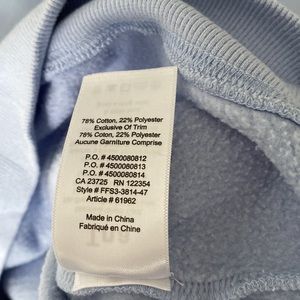 78% Cotton, 22% Polyester
Exclusive Of Trim
78% Coton, 22% Polyester
Aucune Garniture Comprise
P.O. # 4500080812
P.O. # 4500080813
P.O. # 4500080814
CA 23725 RN 122354
Style # FFS3-3814-47
Article # 61962
Made in China
Fabriqué en Chine